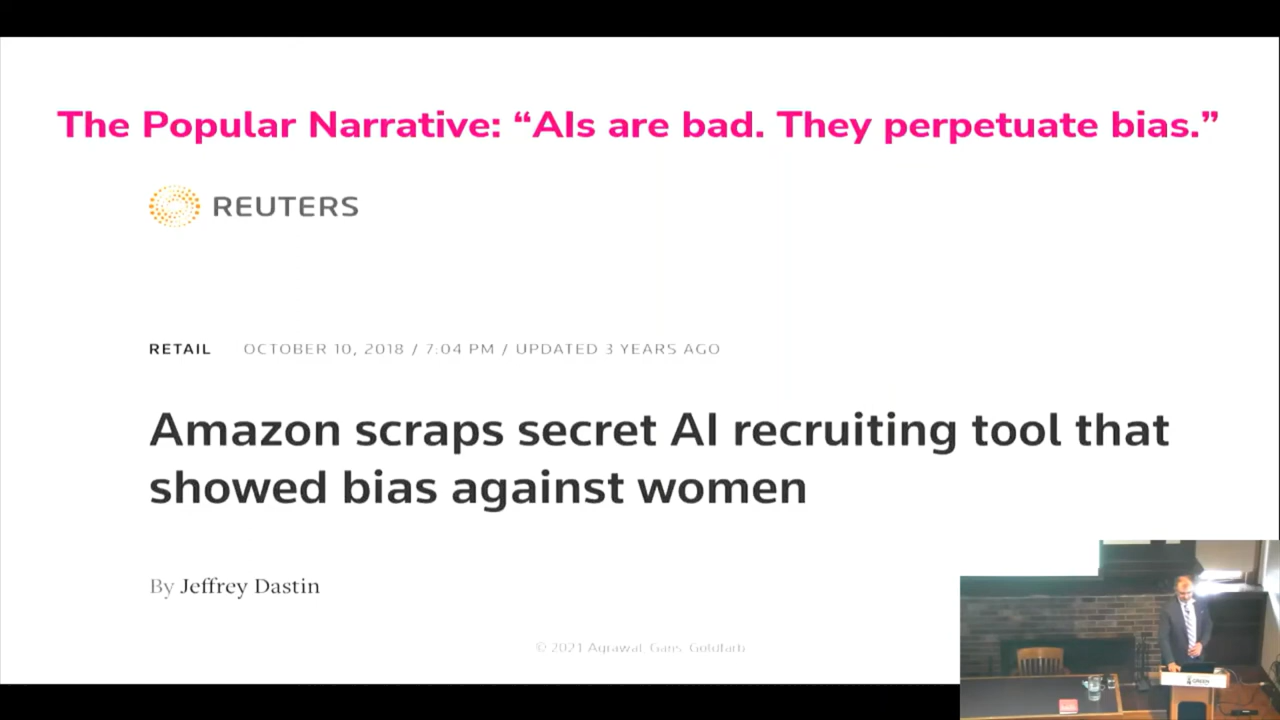 The Popular Narrative: “AIs are bad. They perpetuate bias.”
REUTERS
RETAIL OCTOBER 10, 2018 / 7:04 PM / UPDATED 3 YEARS AGO
Amazon scraps secret AI recruiting tool that
showed bias against women
By Jeffrey Dastin
© 2021 Agrawal, Gans, Goldfarb
GREEN